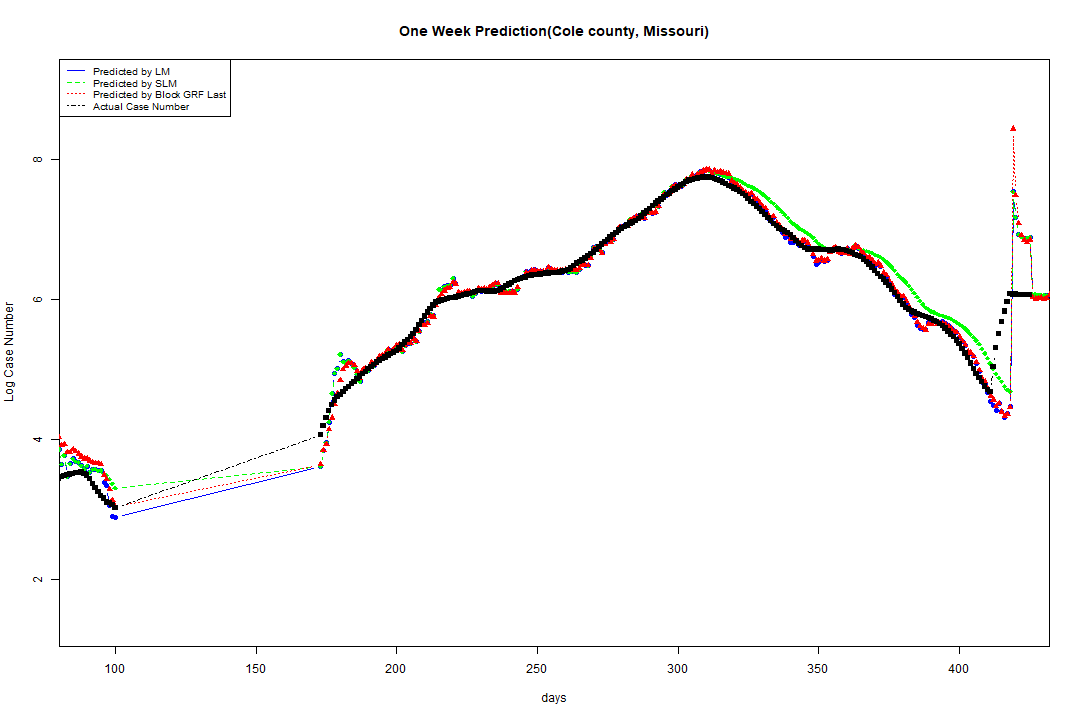 One Week Prediction(Cole county, Missouri)
Predicted by LM
Predicted by SLM
Predicted by Block GRF Last
Actual Case Number
8
6
4
2
Log Case Number
100 150 200 250 300 350 400
days